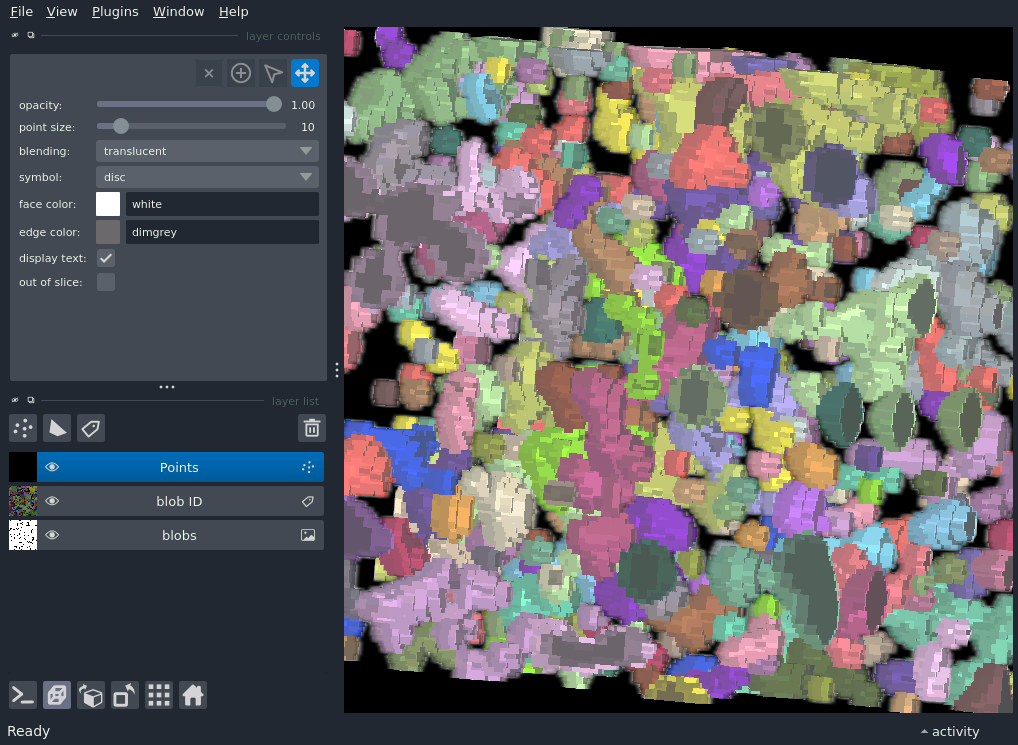 File View Plugins Window Help
layer controls
opacity: 1.00
point size: 10
blending: translucent
symbol: disc
face color: white
edge color: dimgrey
display text:
out of slice:
layer list
Points
blob ID
blobs
Ready
activity